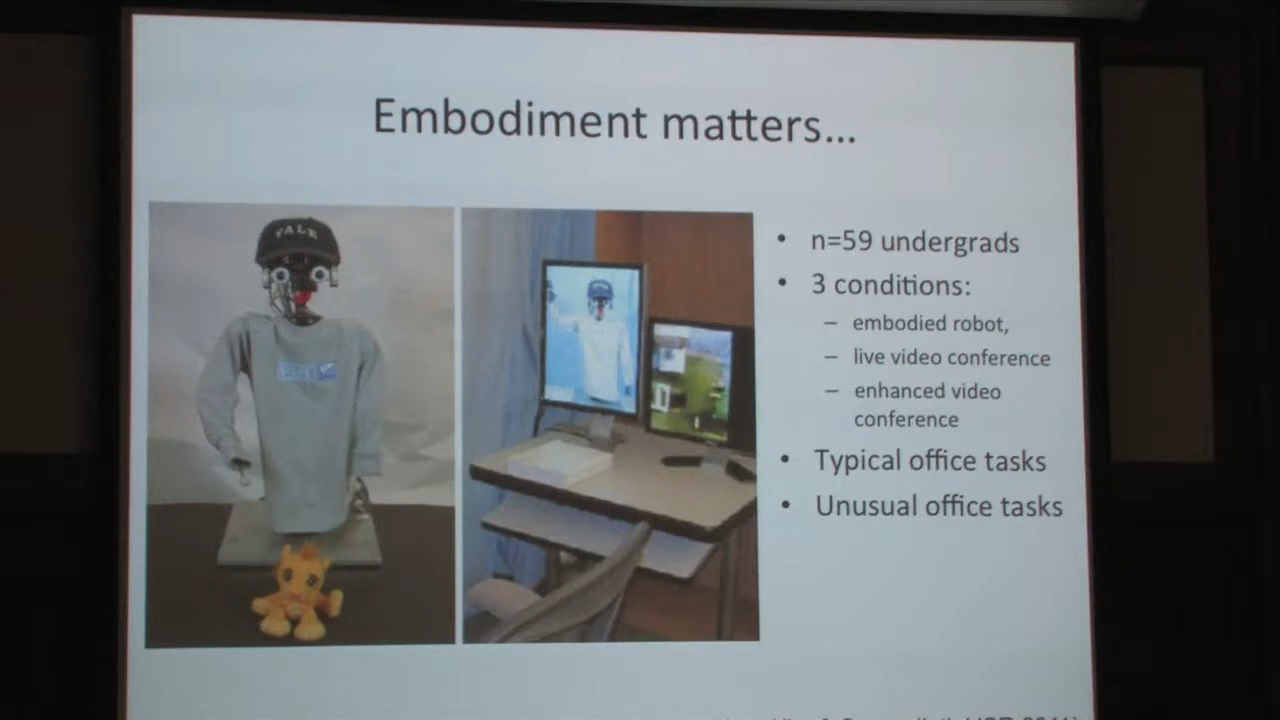 Embodiment matters...
YALE
• n=59 undergrads
• 3 conditions:
– embodied robot,
– live video conference
– enhanced video
conference
• Typical office tasks
• Unusual office tasks